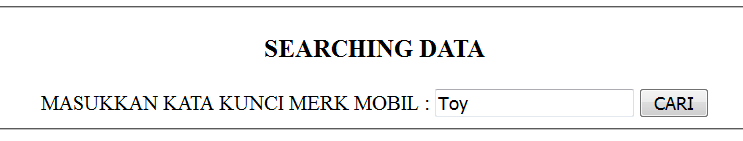 SEARCHING DATA
MASUKKAN KATA KUNCI MERK MOBIL : Toy CARI